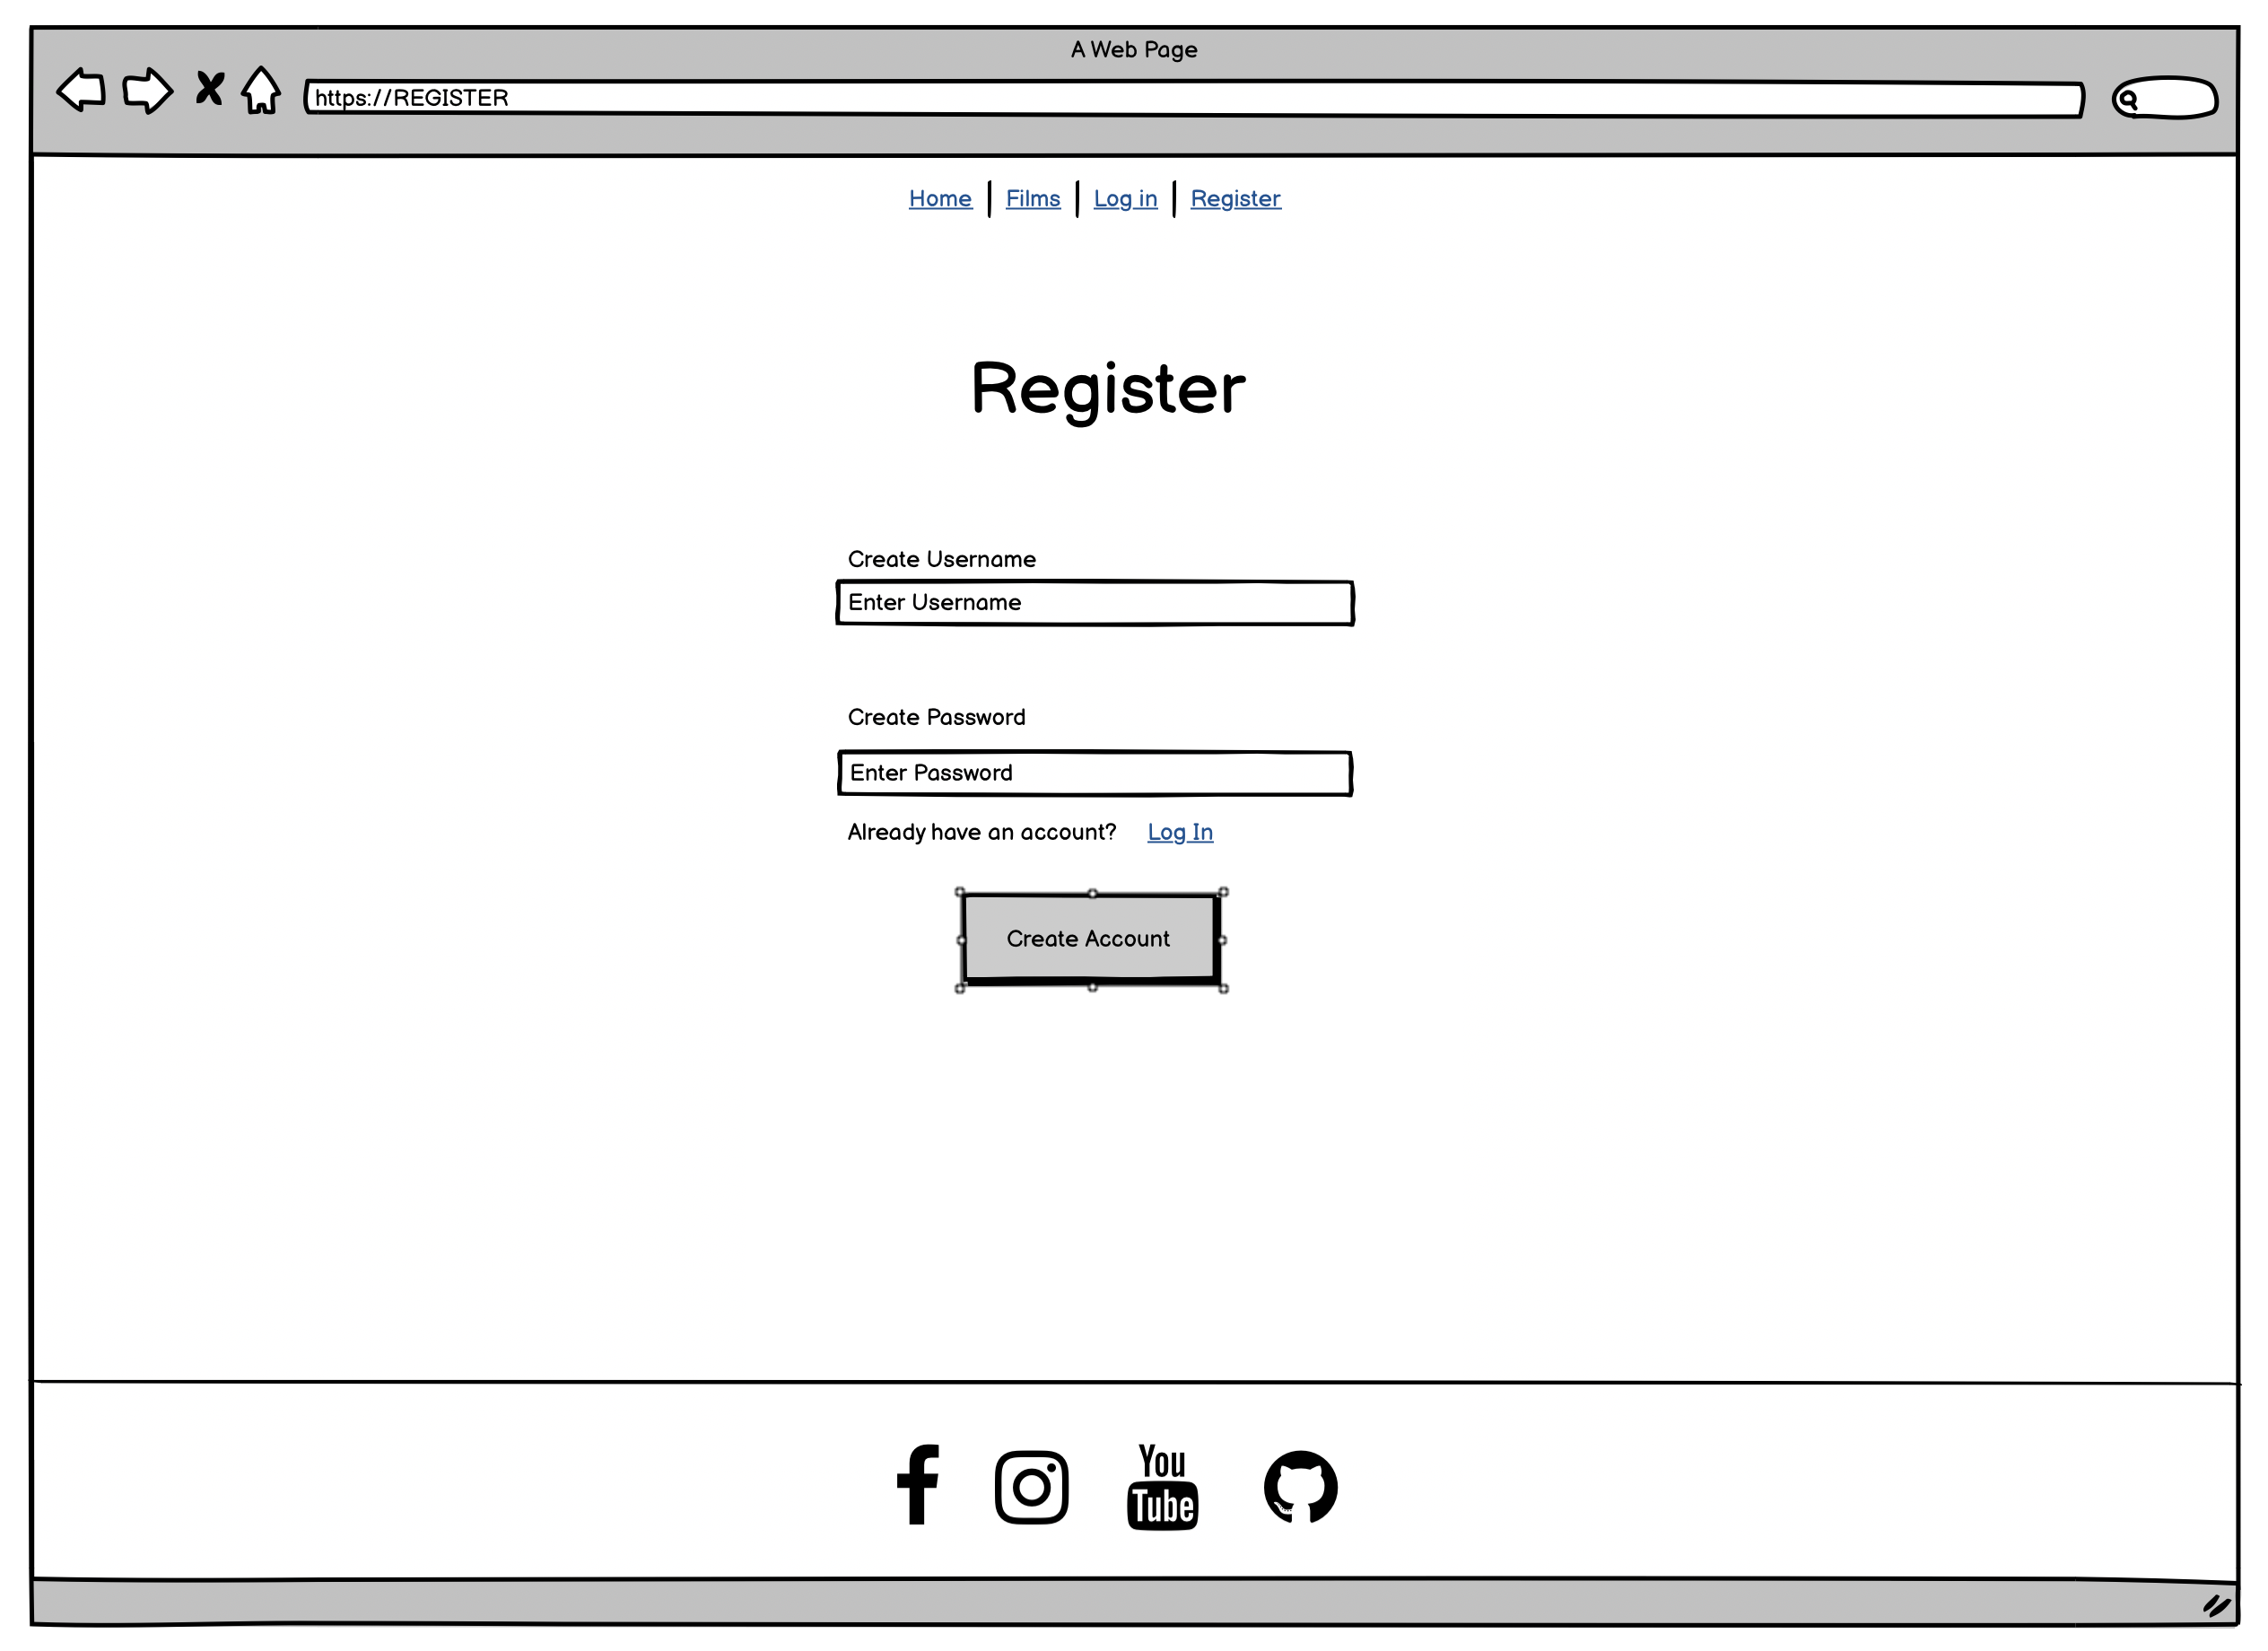 A Web Page
https://REGISTER
Home Films Log in Register
Register
Create Username
Enter Username
Create Password
Enter Password
Already have an account? Log In
Create Account
You
Tube